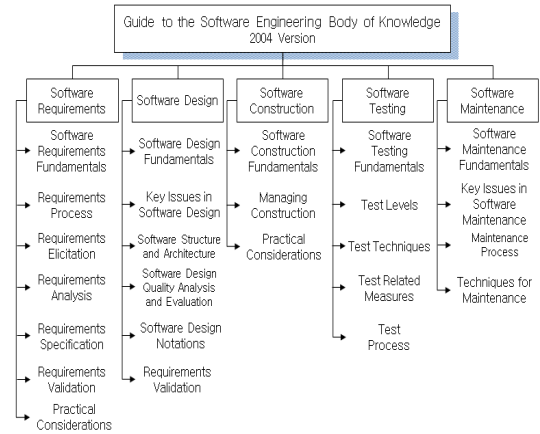 Guide to the Software Engineering Body of Knowledge
2004 Version
Software
Requirements
Software
Requirements
Fundamentals
Requirements
Process
Requirements
Elicitation
Requirements
Analysis
Requirements
Specification
Requirements
Validation
Practical
Considerations
Software Design
Software Design
Fundamentals
Key Issues in
Software Design
Software Structure
and Architecture
Software Design
Quality Analysis
and Evaluation
Software Design
Notations
Requirements
Validation
Software
Construction
Software
Construction
Fundamentals
Managing
Construction
Practical
Considerations
Software
Testing
Software
Testing
Fundamentals
Test Levels
Test Techniques
Test Related
Measures
Test
Process
Software
Maintenance
Software
Maintenance
Fundamentals
Key Issues in
Software
Maintenance
Maintenance
Process
Techniques for
Maintenance